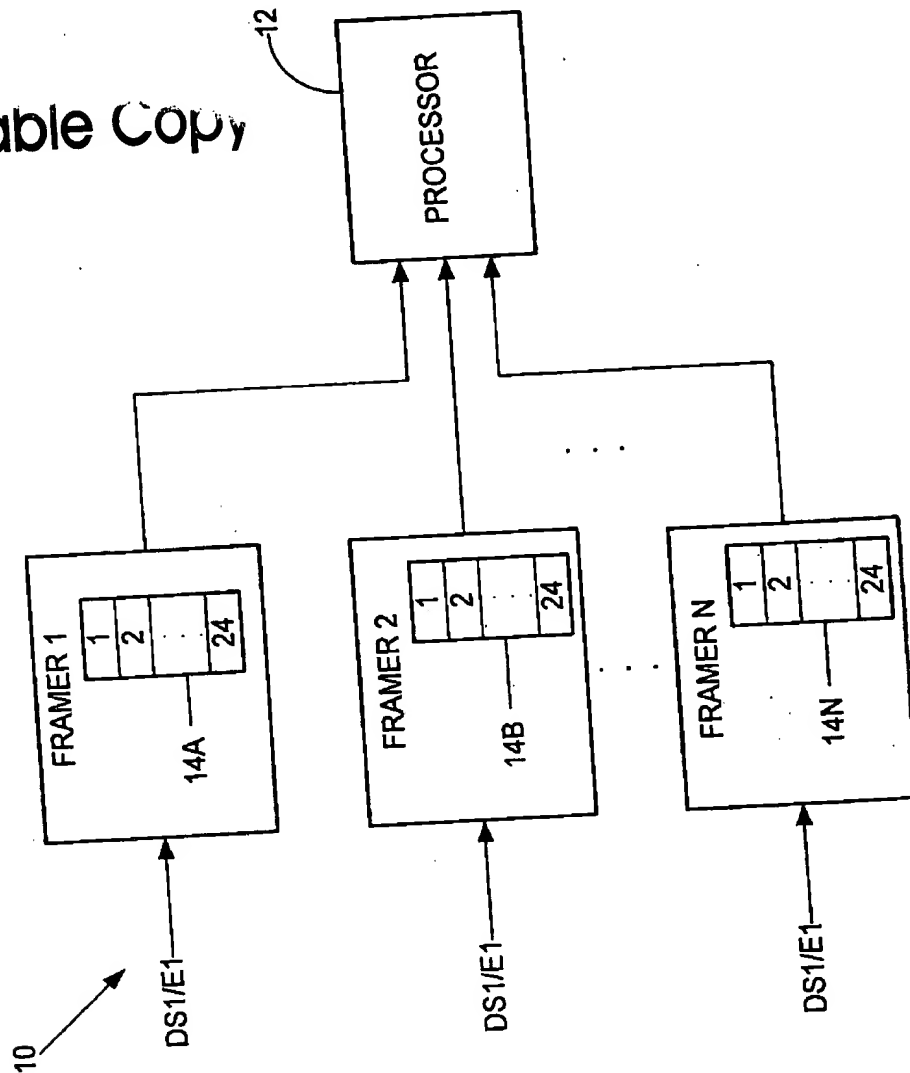 able Copy
10
12
PROCESSOR
FRAMER 1
1
2
. . .
24
14A
DS1/E1
FRAMER 2
1
2
. . .
24
14B
DS1/E1
. . .
. . .
FRAMER N
1
2
. . .
24
14N
DS1/E1